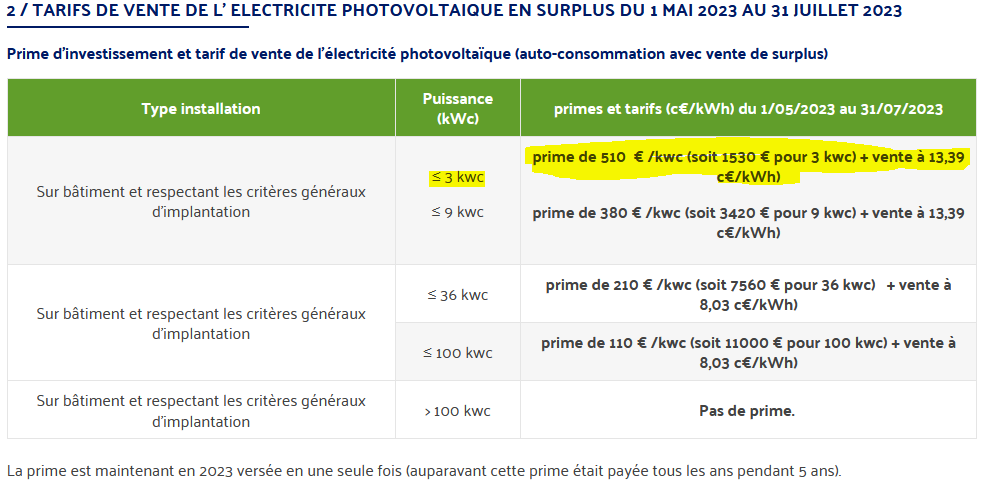 2 / TARIFS DE VENTE DE L' ELECTRICITE PHOTOVOLTAIQUE EN SURPLUS DU 1 MAI 2023 AU 31 JUILLET 2023
Prime d'investissement et tarif de vente de l'électricité photovoltaïque (auto-consommation avec vente de surplus)
Type installation
Puissance
(kWc)
primes et tarifs (c€/kWh) du 1/05/2023 au 31/07/2023
Sur bâtiment et respectant les critères généraux
d'implantation
≤ 3 kwc
≤ 9 kwc
prime de 510 € /kwc (soit 1530 € pour 3 kwc) + vente à 13,39
c€/kWh)
prime de 380 € /kwc (soit 3420 € pour 9 kwc) + vente à 13,39
c€/kWh)
Sur bâtiment et respectant les critères généraux
d'implantation
≤ 36 kwc
prime de 210 € /kwc (soit 7560 € pour 36 kwc) + vente à
8,03 c€/kWh)
≤ 100 kwc
prime de 110 € /kwc (soit 11000 € pour 100 kwc) + vente à
8,03 c€/kWh)
Sur bâtiment et respectant les critères généraux
d'implantation
> 100 kwc
Pas de prime.
La prime est maintenant en 2023 versée en une seule fois (auparavant cette prime était payée tous les ans pendant 5 ans).